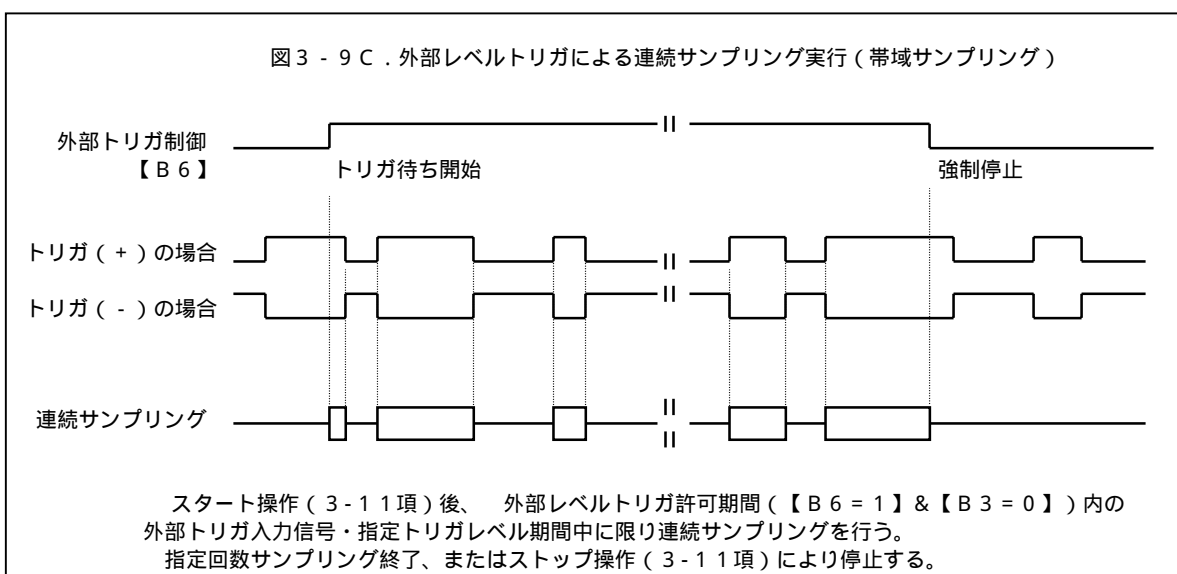 図3-9C.外部レベルトリガによる連続サンプリング実行(帯域サンプリング)
外部トリガ制御
【B6】
トリガ待ち開始
強制停止
トリガ(+)の場合
トリガ(-)の場合
連続サンプリング
スタート操作(3-11項)後、 外部レベルトリガ許可期間(【B6=1】&【B3=0】)内の
外部トリガ入力信号・指定トリガレベル期間中に限り連続サンプリングを行う。
指定回数サンプリング終了、またはストップ操作(3-11項)により停止する。